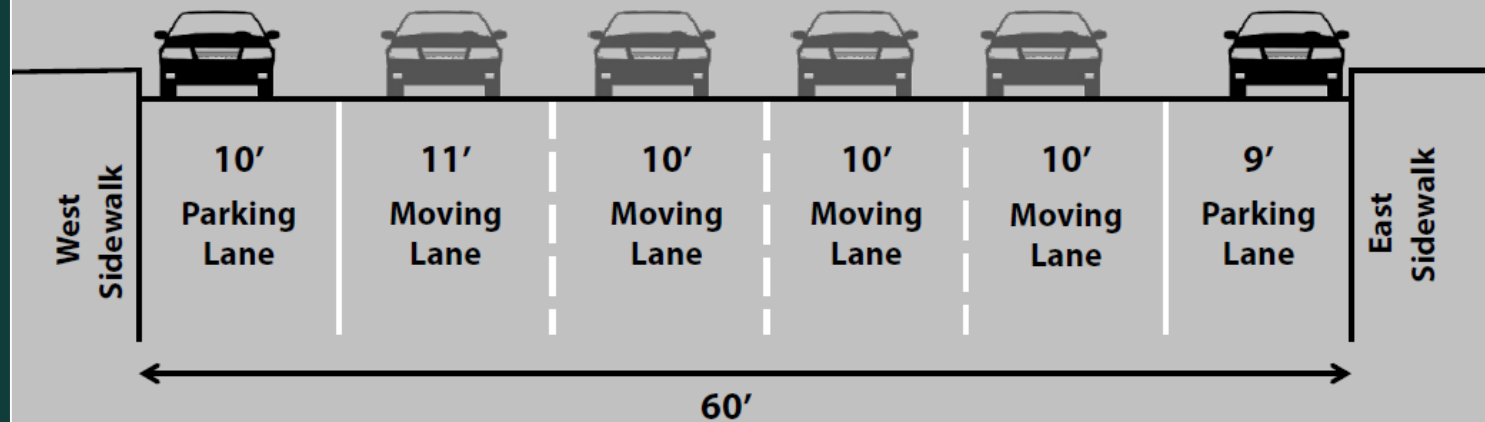 West
Sidewalk
10′
Parking
Lane
11′
Moving
Lane
10′
Moving
Lane
10′
Moving
Lane
10′
Moving
Lane
9′
Parking
Lane
East
Sidewalk
60′